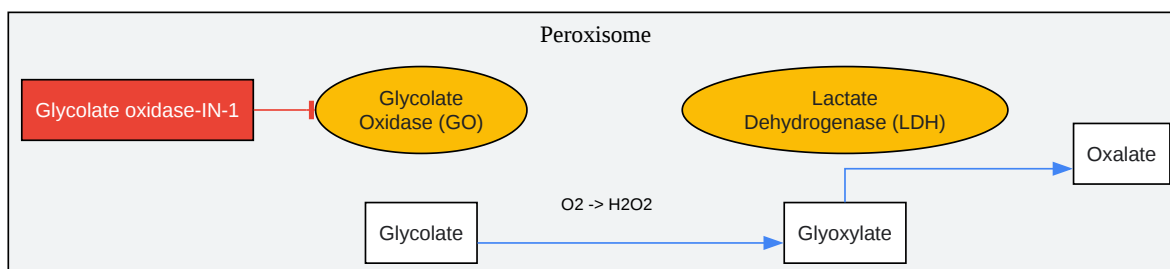 Peroxisome
Glycolate oxidase-IN-1
Glycolate
Oxidase (GO)
Lactate
Dehydrogenase (LDH)
Oxalate
O2 -> H2O2
Glycolate
Glyoxylate